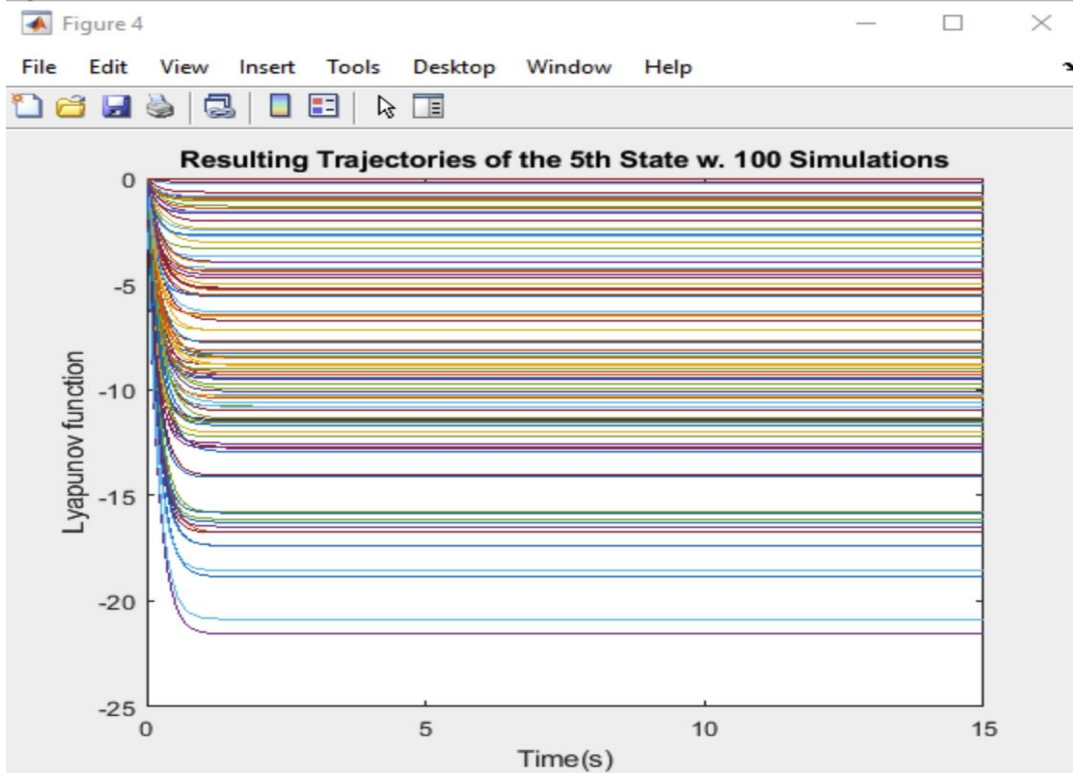 Figure 4
File Edit View Insert Tools Desktop Window Help
Resulting Trajectories of the 5th State w. 100 Simulations
0
-5
-10
-15
-20
-25
Lyapunov function
0 5 10 15
Time(s)